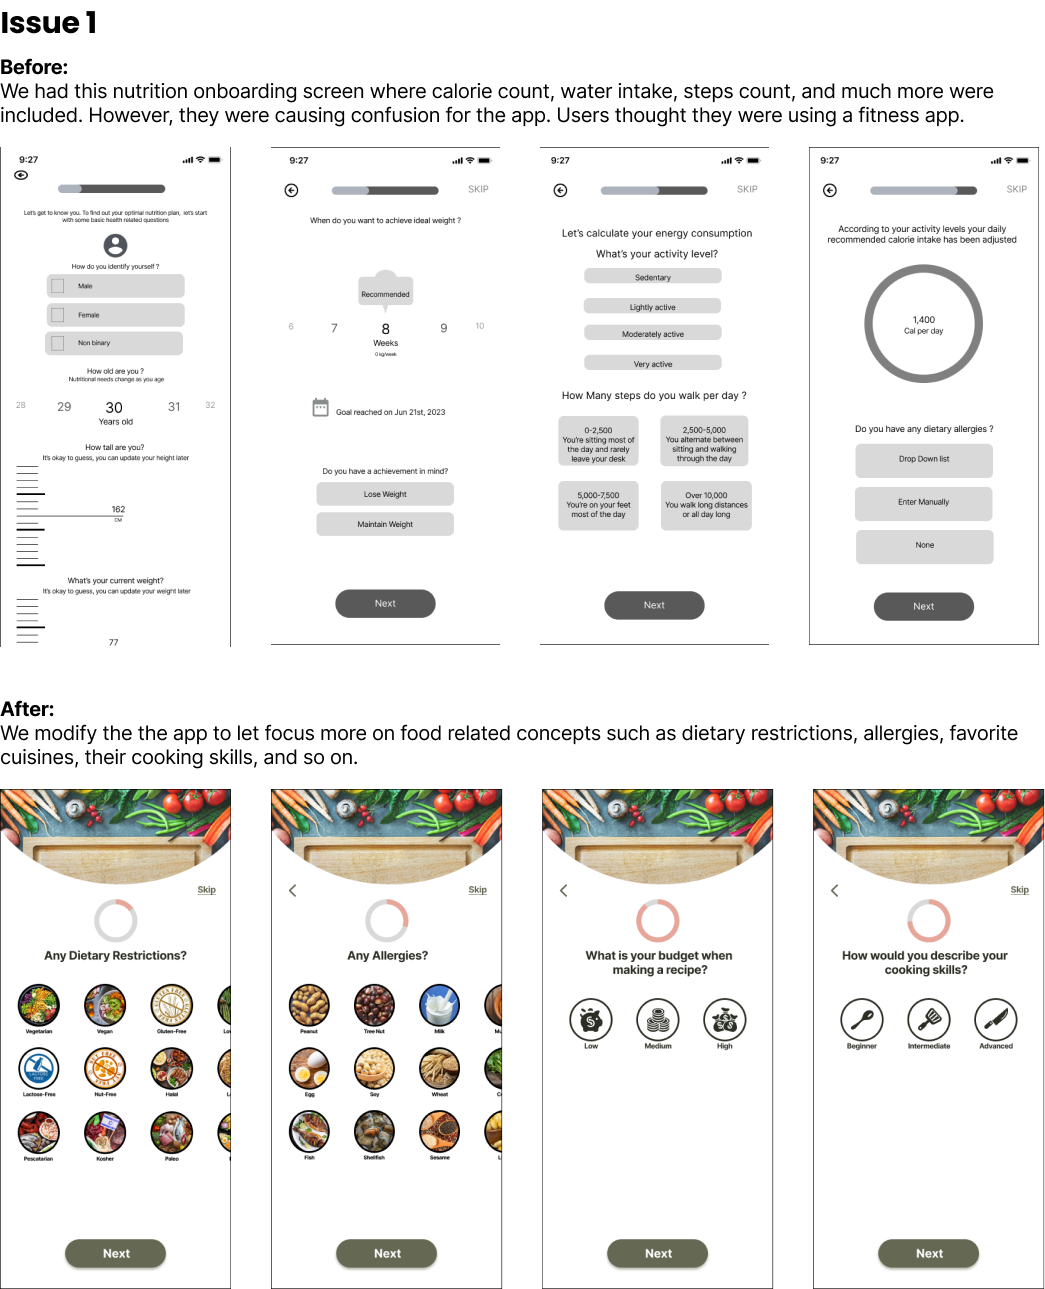 Issue 1
Before:
We had this nutrition onboarding screen where calorie count, water intake, steps count, and much more were
included. However, they were causing confusion for the app. Users thought they were using a fitness app.
9:27
Let's get to know you. To find out your optimal nutrition plan, let's start
with some basic health related questions
How do you identify yourself ?
Male
Female
Non binary
How old are you ?
Nutritional needs change as you age
28 29 30 31 32
Years old
How tall are you?
It's okay to guess, you can update your height later
162
CM
What's your current weight?
It's okay to guess, you can update your weight later
77
9:27
SKIP
When do you want to achieve ideal weight ?
Recommended
6 7 8 9 10
Weeks
0 kg/week
Goal reached on Jun 21st, 2023
Do you have a achievement in mind?
Lose Weight
Maintain Weight
Next
9:27
SKIP
Let's calculate your energy consumption
What's your activity level?
Sedentary
Lightly active
Moderately active
Very active
How Many steps do you walk per day ?
0-2,500
You're sitting most of
the day and rarely
leave your desk
2,500-5,000
You alternate between
sitting and walking
through the day
5,000-7,500
You're on your feet
most of the day
Over 10,000
You walk long distances
or all day long
Next
9:27
SKIP
According to your activity levels your daily
recommended calorie intake has been adjusted
1,400
Cal per day
Do you have any dietary allergies ?
Drop Down list
Enter Manually
None
Next
After:
We modify the the app to let focus more on food related concepts such as dietary restrictions, allergies, favorite
cuisines, their cooking skills, and so on.
Skip
Any Dietary Restrictions?
Vegetarian Vegan Gluten-Free
Lactose-Free Nut-Free Halal
Pescatarian Kosher Paleo
Next
Skip
Any Allergies?
Peanut Tree Nut Milk
Egg Soy Wheat
Fish Shellfish Sesame
Next
What is your budget when
making a recipe?
Low Medium High
Next
Skip
How would you describe your
cooking skills?
Beginner Intermediate Advanced
Next